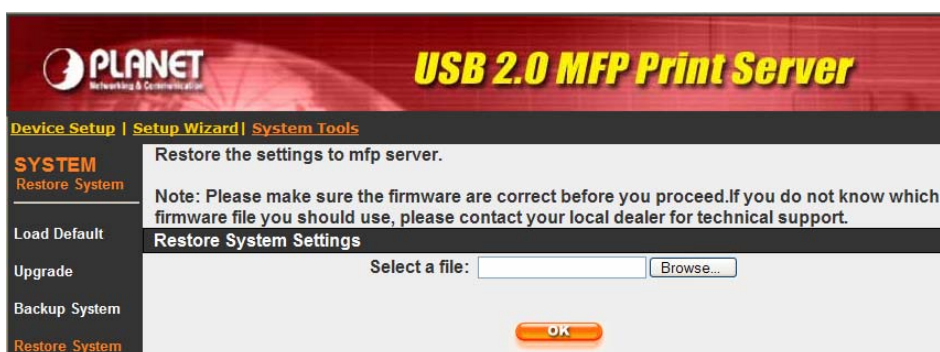 PLANET
Networking & Communication
USB 2.0 MFP Print Server
Device Setup | Setup Wizard| System Tools
SYSTEM
Restore System
Load Default
Upgrade
Backup System
Restore System
Restore the settings to mfp server.
Note: Please make sure the firmware are correct before you proceed.If you do not know which
firmware file you should use, please contact your local dealer for technical support.
Restore System Settings
Select a file:
Browse...
OK